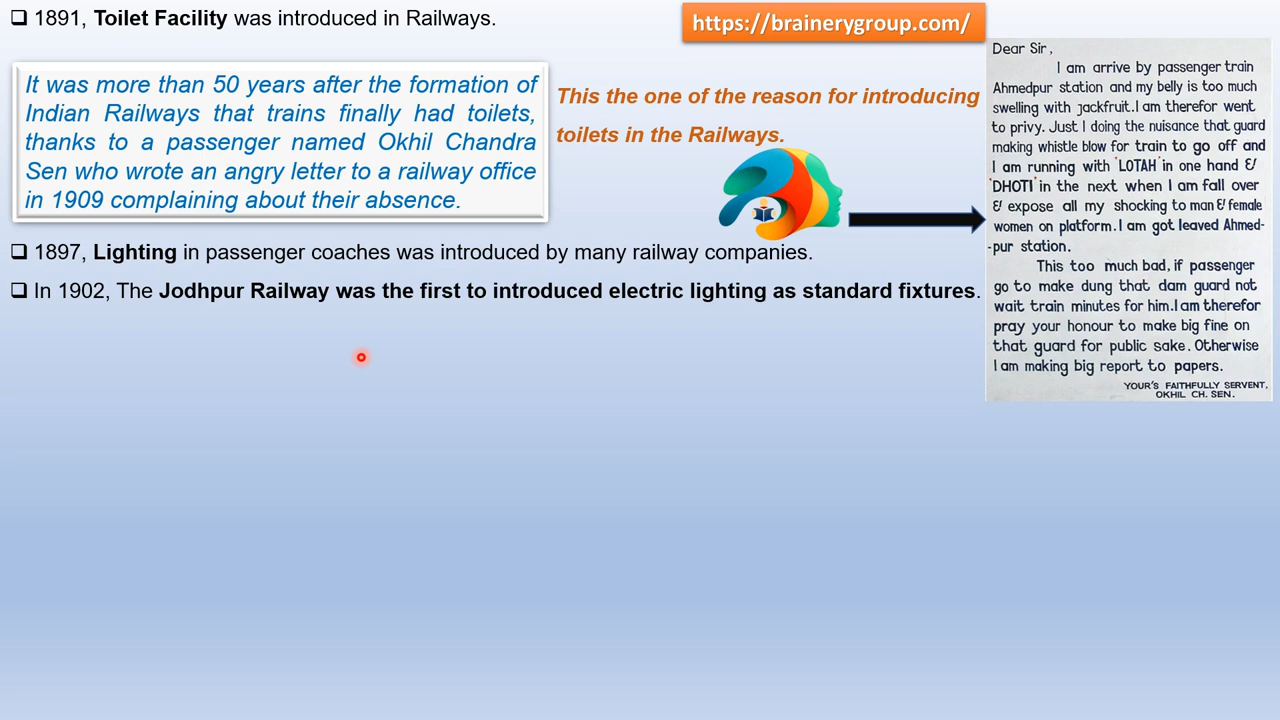 ❑ 1891, Toilet Facility was introduced in Railways.
https://brainerygroup.com/
It was more than 50 years after the formation of
Indian Railways that trains finally had toilets,
thanks to a passenger named Okhil Chandra
Sen who wrote an angry letter to a railway office
in 1909 complaining about their absence.
This the one of the reason for introducing
toilets in the Railways.
❑ 1897, Lighting in passenger coaches was introduced by many railway companies.
❑ In 1902, The Jodhpur Railway was the first to introduced electric lighting as standard fixtures.
Dear Sir,
I am arrive by passenger train
Ahmedpur station and my belly is too much
swelling with jackfruit. I am therefor went
to privy. Just I doing the nuisance that guard
making whistle blow for train to go off and
I am running with 'LOTAH' in one hand &
'DHOTI' in the next when I am fall over
& expose all my shocking to man & female
women on platform. I am got leaved Ahmed-
-pur station.
This too much bad, if passenger
go to make dung that dam guard not
wait train minutes for him. I am therefor
pray your honour to make big fine on
that guard for public sake. Otherwise
I am making big report to papers.
YOUR'S FAITHFULLY SERVENT,
OKHIL CH. SEN.